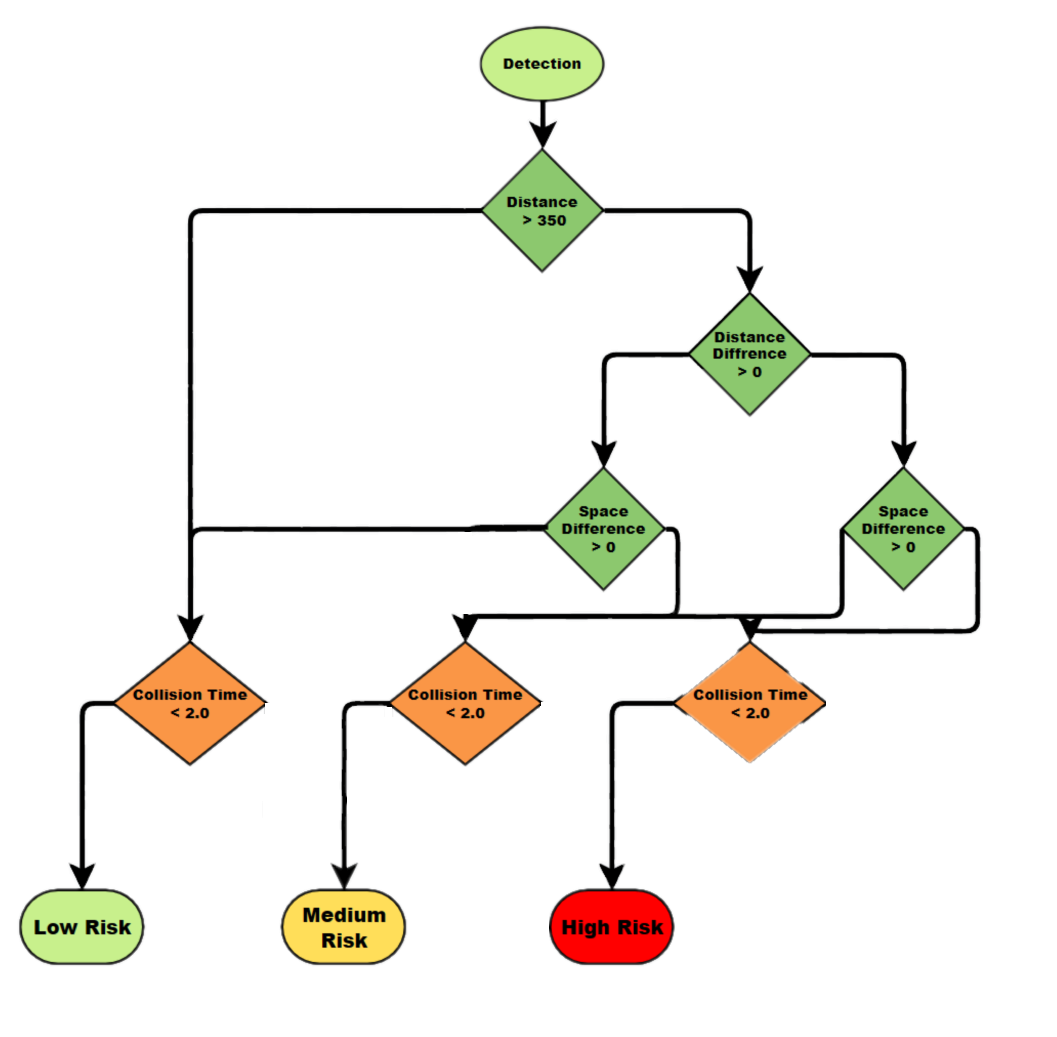 Detection
Distance
> 350
Distance
Diffrence
> 0
Space
Difference
> 0
Space
Difference
> 0
Collision Time
< 2.0
Collision Time
< 2.0
Collision Time
< 2.0
Low Risk
Medium
Risk
High Risk